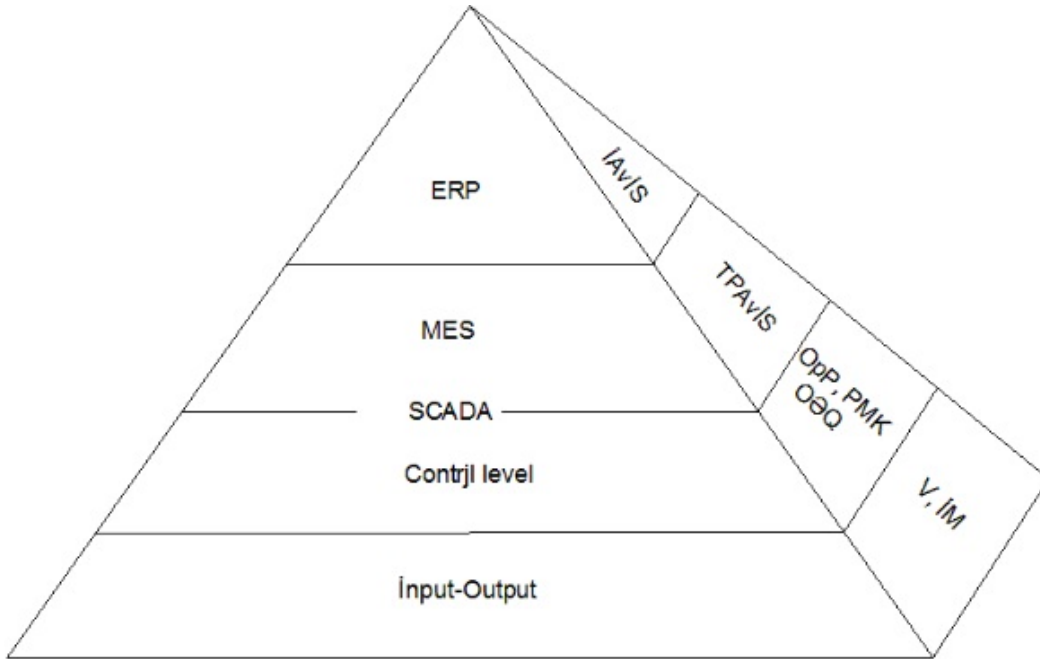 ERP
İAvİS
MES
TPAvİS
SCADA
OpP, PMK
OƏQ
Contrjl level
V, İM
İnput-Output